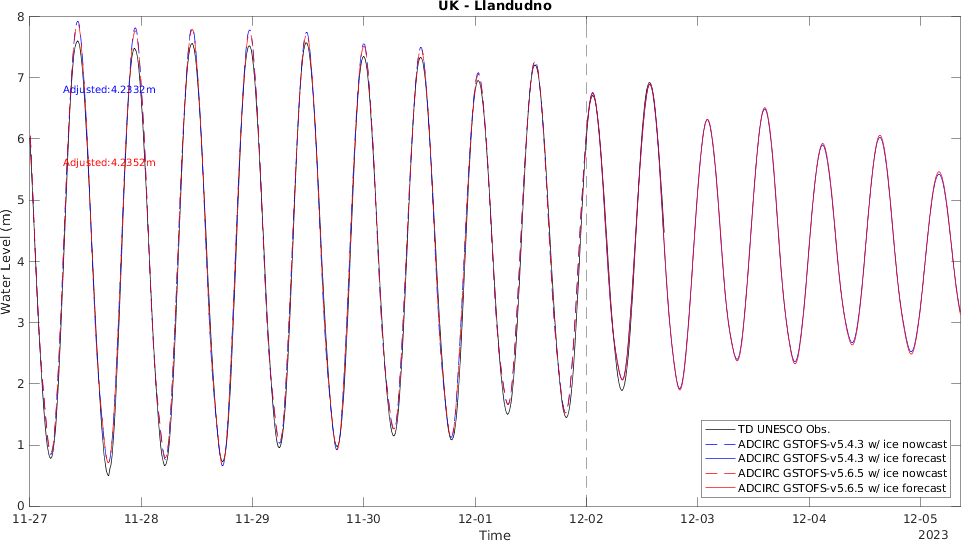 UK - Llandudno
8
7
6
5
4
3
2
1
0
Water Level (m)
Adjusted:4.2332m
Adjusted:4.2352m
TD UNESCO Obs.
ADCIRC GSTOFS-v5.4.3 w/ ice nowcast
ADCIRC GSTOFS-v5.4.3 w/ ice forecast
ADCIRC GSTOFS-v5.6.5 w/ ice nowcast
ADCIRC GSTOFS-v5.6.5 w/ ice forecast
11-27 11-28 11-29 11-30 12-01 12-02 12-03 12-04 12-05
Time
2023